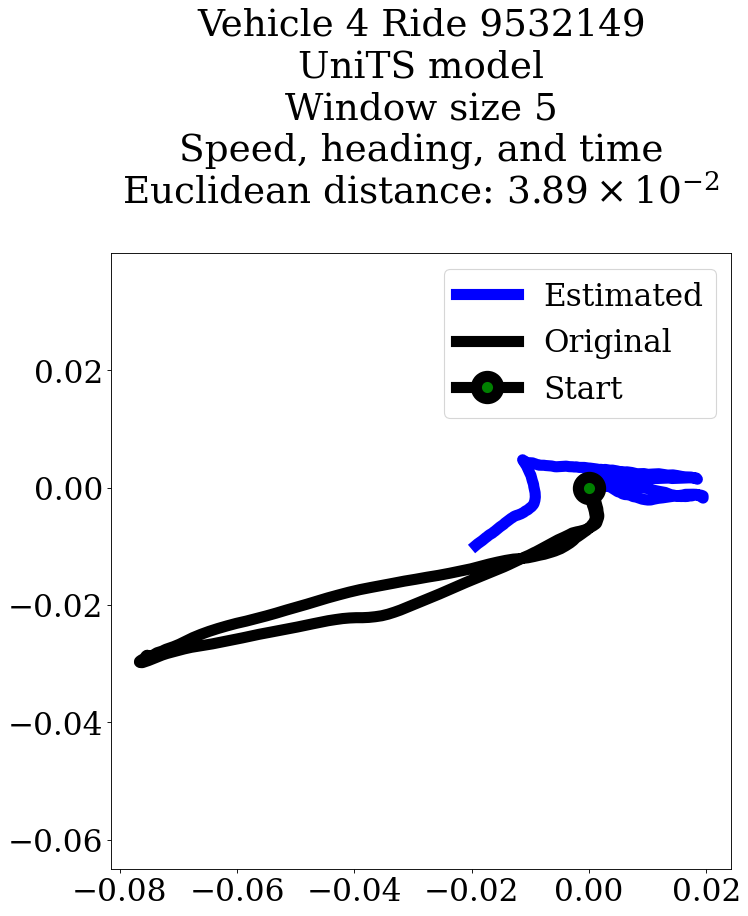 Vehicle 4 Ride 9532149
UniTS model
Window size 5
Speed, heading, and time
Euclidean distance: 3.89 × 10⁻²
Estimated
Original
Start
0.02
0.00
−0.02
−0.04
−0.06
−0.08 −0.06 −0.04 −0.02 0.00 0.02